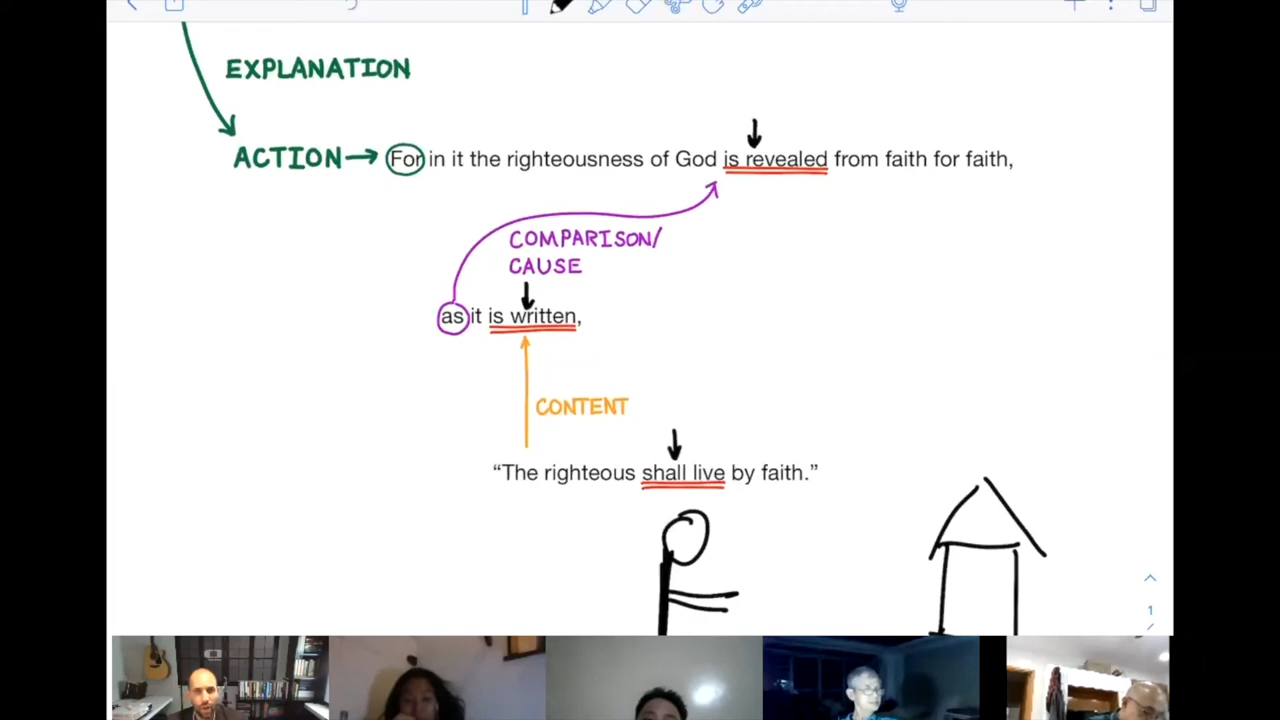 EXPLANATION
ACTION → For in it the righteousness of God is revealed from faith for faith,
COMPARISON/
CAUSE
as it is written,
CONTENT
“The righteous shall live by faith.”
1